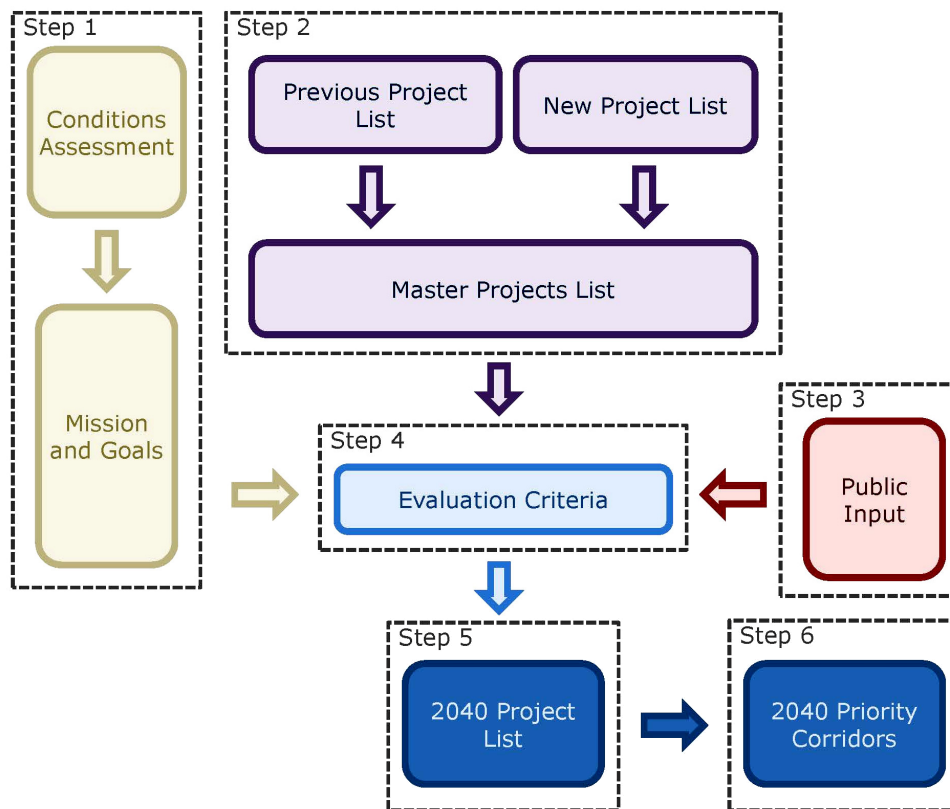 Step 1
Conditions
Assessment
Mission
and Goals
Step 2
Previous Project
List
New Project List
Master Projects List
Step 3
Public
Input
Step 4
Evaluation Criteria
Step 5
2040 Project
List
Step 6
2040 Priority
Corridors